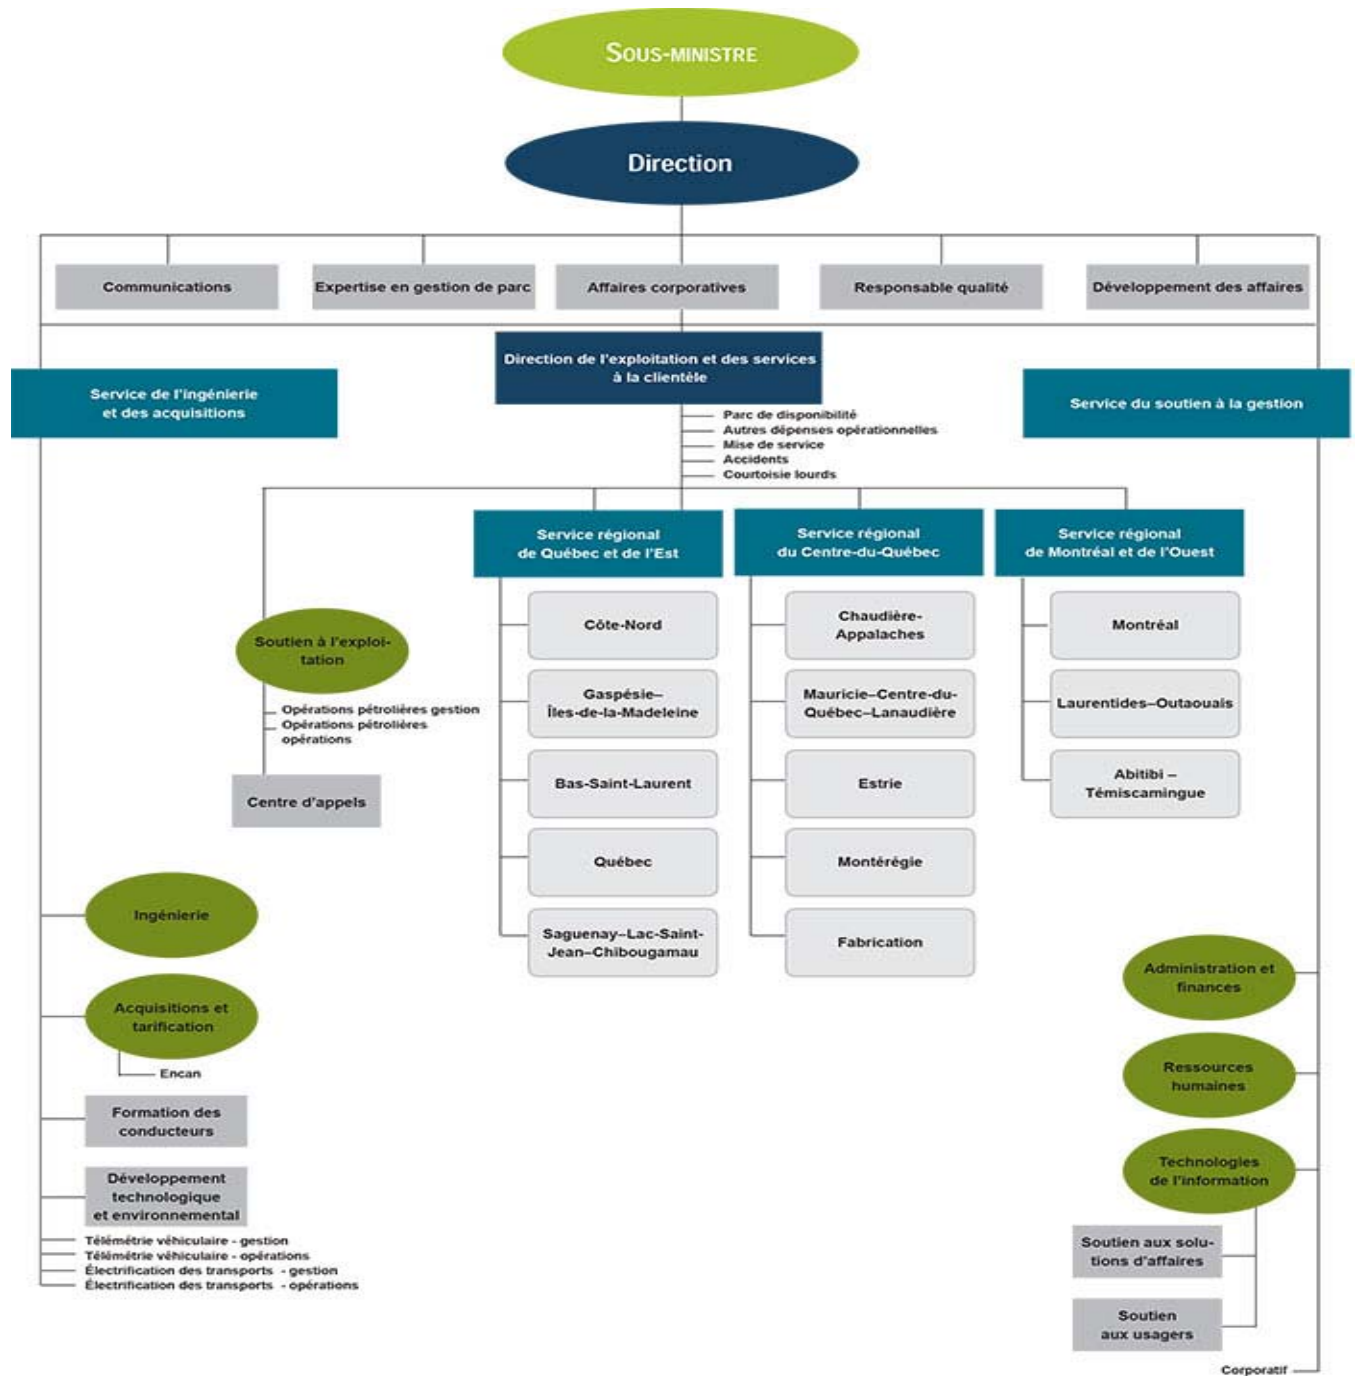 SOUS-MINISTRE
Direction
Communications
Expertise en gestion de parc
Affaires corporatives
Responsable qualité
Développement des affaires
Service de l'ingénierie
et des acquisitions
Direction de l'exploitation et des services
à la clientèle
Service du soutien à la gestion
Parc de disponibilité
Autres dépenses opérationnelles
Mise de service
Accidents
Courtoisie lourds
Service régional
de Québec et de l'Est
Service régional
du Centre-du-Québec
Service régional
de Montréal et de l'Ouest
Soutien à l'exploi-
tation
Opérations pétrolières gestion
Opérations pétrolières
opérations
Centre d'appels
Côte-Nord
Gaspésie–
Îles-de-la-Madeleine
Bas-Saint-Laurent
Québec
Saguenay–Lac-Saint-
Jean–Chibougamau
Chaudière-
Appalaches
Mauricie–Centre-du-
Québec–Lanaudière
Estrie
Montérégie
Fabrication
Montréal
Laurentides–Outaouais
Abitibi –
Témiscamingue
Ingénierie
Acquisitions et
tarification
Encan
Formation des
conducteurs
Développement
technologique
et environnemental
Télémétrie véhiculaire - gestion
Télémétrie véhiculaire - opérations
Électrification des transports - gestion
Électrification des transports - opérations
Administration et
finances
Ressources
humaines
Technologies
de l'information
Soutien aux solu-
tions d'affaires
Soutien
aux usagers
Corporatif